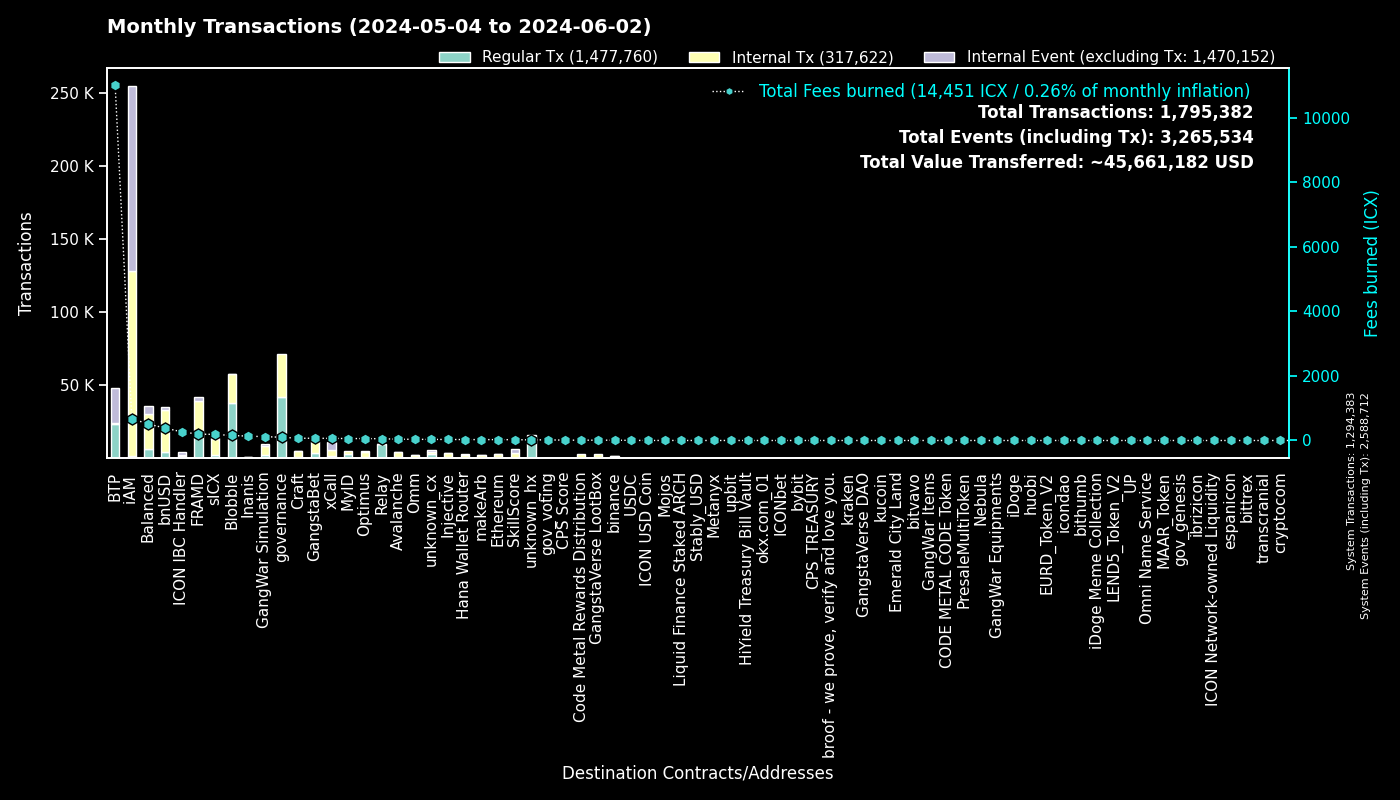 Monthly Transactions (2024-05-04 to 2024-06-02)
Regular Tx (1,477,760)
Internal Tx (317,622)
Internal Event (excluding Tx: 1,470,152)
Total Fees burned (14,451 ICX / 0.26% of monthly inflation)
Total Transactions: 1,795,382
Total Events (including Tx): 3,265,534
Total Value Transferred: ~45,661,182 USD
Transactions
250 K
200 K
150 K
100 K
50 K
10000
8000
6000
4000
2000
0
Fees burned (ICX)
System Transactions: 1,294,383
System Events (including Tx): 2,588,712
BTP
iAM
Balanced
bnUSD
ICON IBC Handler
FRAMD
sICX
Blobble
Inanis
GangWar Simulation
governance
Craft
GangstaBet
xCall
MyID
Optimus
Relay
Avalanche
Omm
unknown_cx
Injective
Hana Wallet Router
makeArb
Ethereum
SkillScore
unknown_hx
gov_voting
CPS Score
Code Metal Rewards Distribution
GangstaVerse LootBox
binance
USDC
ICON USD Coin
Mojos
Liquid Finance Staked ARCH
Stably_USD
Metanyx
upbit
HiYield Treasury Bill Vault
okx.com_01
ICONbet
bybit
CPS_TREASURY
broof - we prove, verify and love you.
kraken
GangstaVerse DAO
kucoin
Emerald City Land
bitvavo
GangWar Items
CODE METAL CODE Token
PresaleMultiToken
Nebula
GangWar Equipments
iDoge
huobi
EURD_Token_V2
icondao
bithumb
iDoge Meme Collection
LEND5_Token_V2
UP
Omni Name Service
MAAR_Token
gov_genesis
ibrizicon
ICON Network-owned Liquidity
espanicon
bittrex
transcranial
cryptocom
Destination Contracts/Addresses